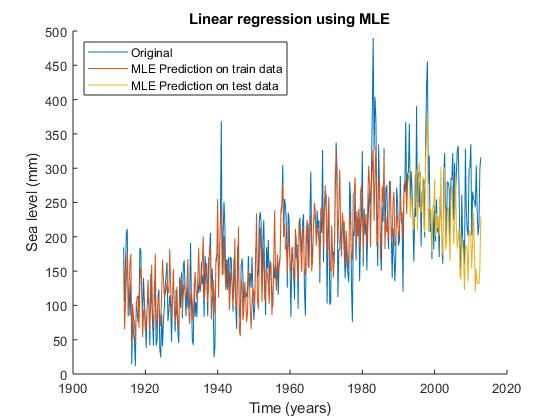 Linear regression using MLE
Original
MLE Prediction on train data
MLE Prediction on test data
Sea level (mm)
500
450
400
350
300
250
200
150
100
50
0
1900 1920 1940 1960 1980 2000 2020
Time (years)